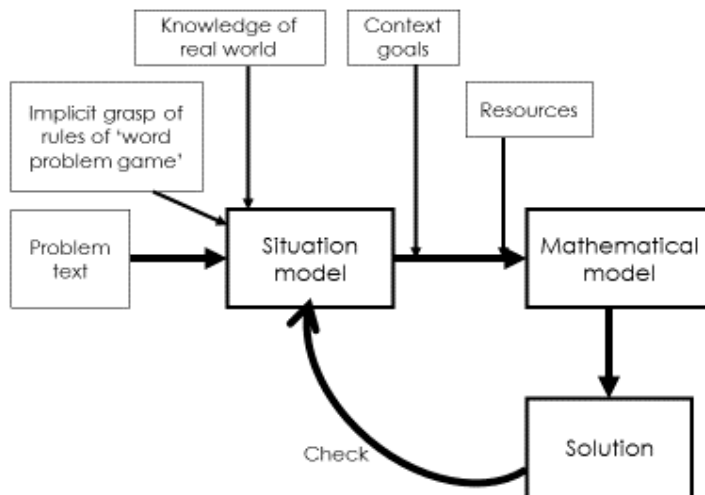 Knowledge of
real world
Context
goals
Implicit grasp of
rules of ‘word
problem game’
Resources
Problem
text
Situation
model
Mathematical
model
Check
Solution